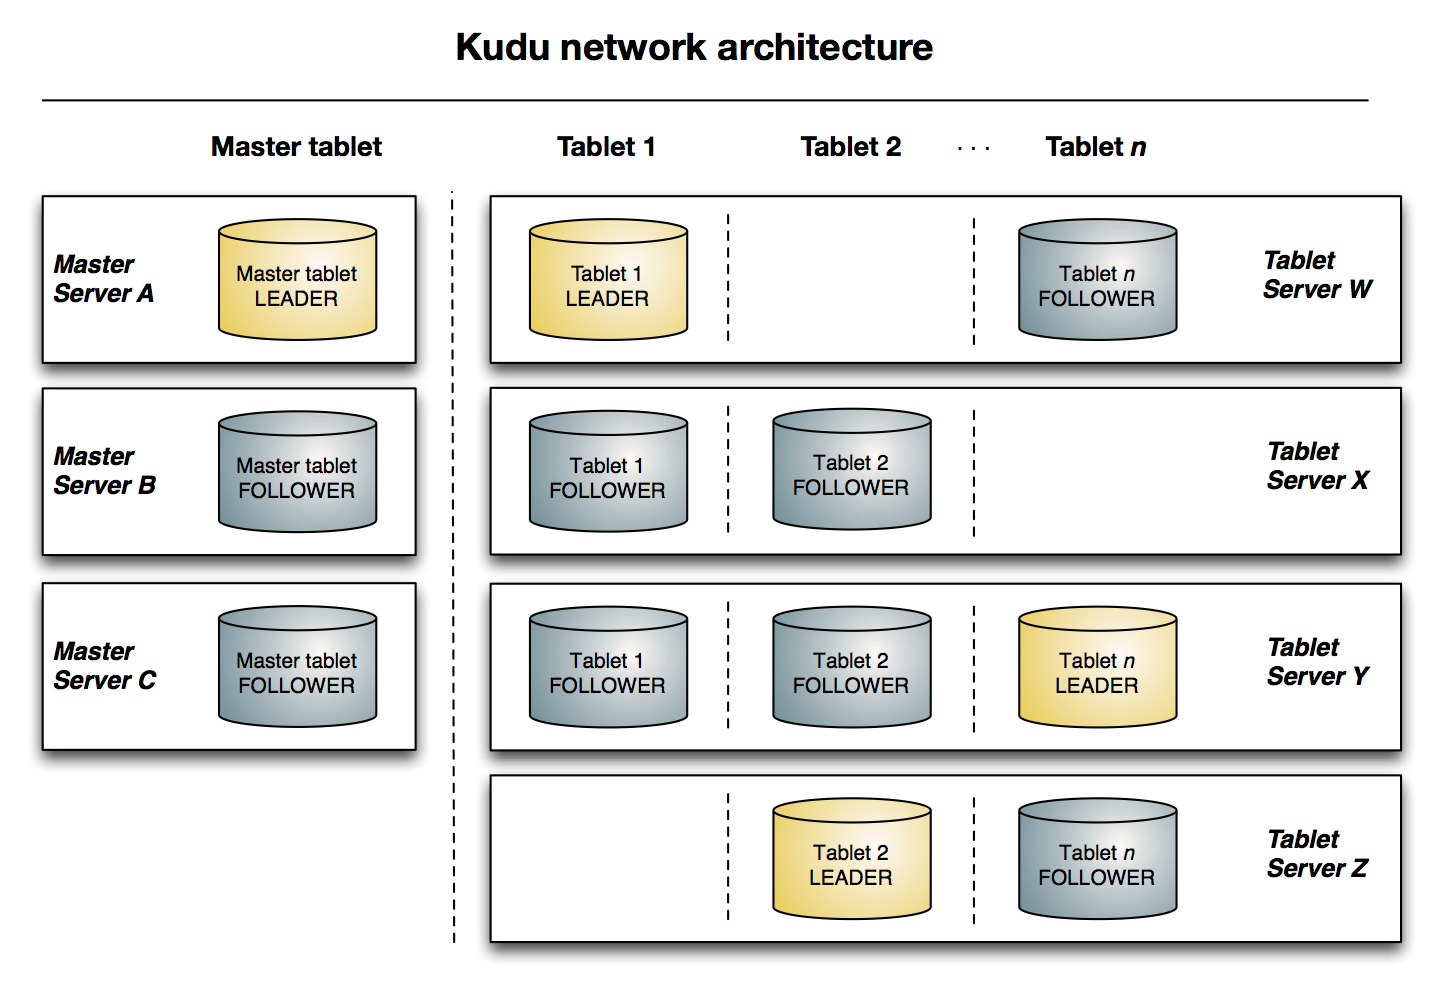 Kudu network architecture
Master tablet
Tablet 1
Tablet 2
. . .
Tablet n
Master
Server A
Master tablet
LEADER
Tablet 1
LEADER
Tablet n
FOLLOWER
Tablet
Server W
Master
Server B
Master tablet
FOLLOWER
Tablet 1
FOLLOWER
Tablet 2
FOLLOWER
Tablet
Server X
Master
Server C
Master tablet
FOLLOWER
Tablet 1
FOLLOWER
Tablet 2
FOLLOWER
Tablet n
LEADER
Tablet
Server Y
Tablet 2
LEADER
Tablet n
FOLLOWER
Tablet
Server Z